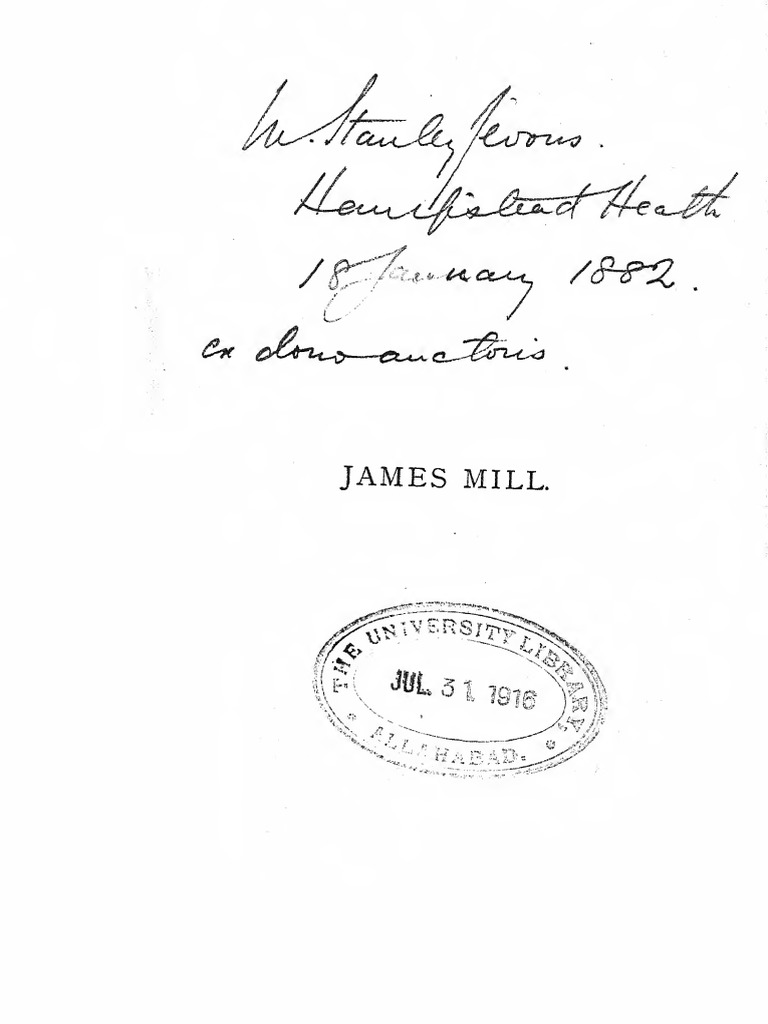 W. Stanley Jevons.
Hampstead Heath
18 January 1882.
ex dono auctoris.
JAMES MILL.
THE UNIVERSITY LIBRARY,
JUL. 31 1916
ALLAHABAD.